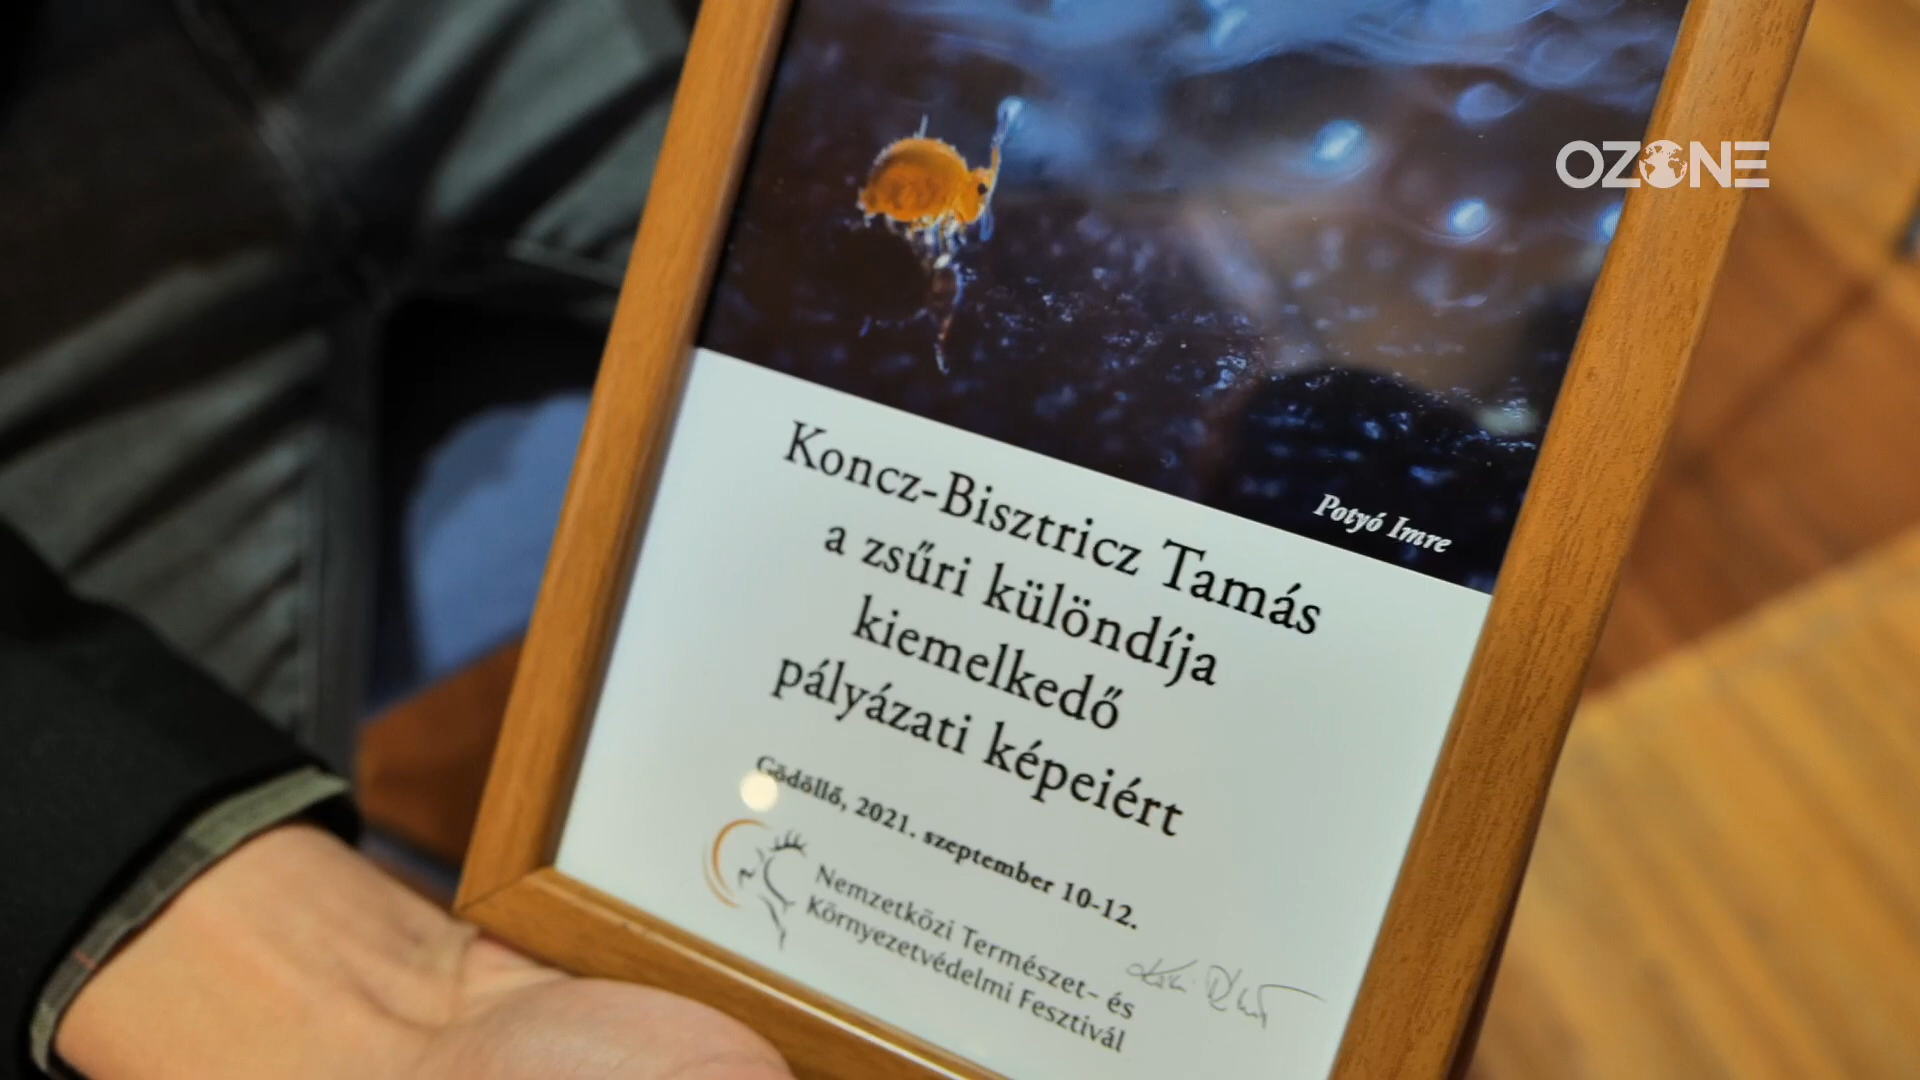 OZONE
Potyó Imre
Koncz-Bisztricz Tamás
a zsűri különdíja
kiemelkedő
pályázati képeiért
Gödöllő, 2021. szeptember 10-12.
Nemzetközi Természet- és
Környezetvédelmi Fesztivál